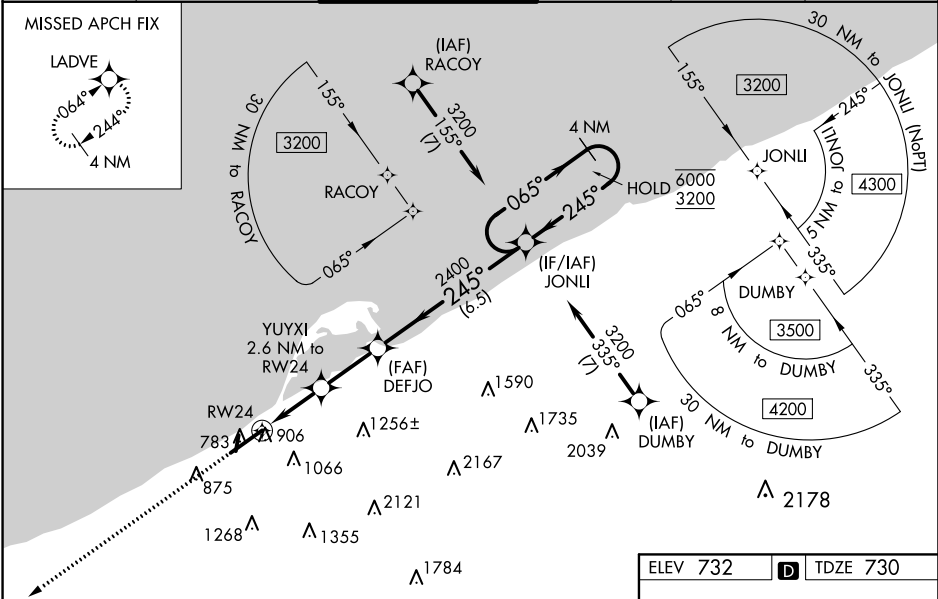 MISSED APCH FIX
LADVE
064°
244°
4 NM
30 NM to RACOY
155°
3200
RACOY
065°
(IAF)
RACOY
3200
155°
(7)
4 NM
HOLD
6000
3200
065°
245°
(IF/IAF)
JONLI
2400
245°
(6.5)
30 NM to JONLI (NoPT)
155°
3200
245°
JONLI
5 NM to JONLI
4300
335°
DUMBY
065°
3500
8 NM to DUMBY
335°
4200
30 NM to DUMBY
3200
335°
(7)
(IAF)
DUMBY
YUYXI
2.6 NM to
RW24
(FAF)
DEFJO
RW24
783
906
875
1066
1256±
1590
1735
2039
2167
2121
1268
1355
1784
2178
ELEV 732
D
TDZE 730